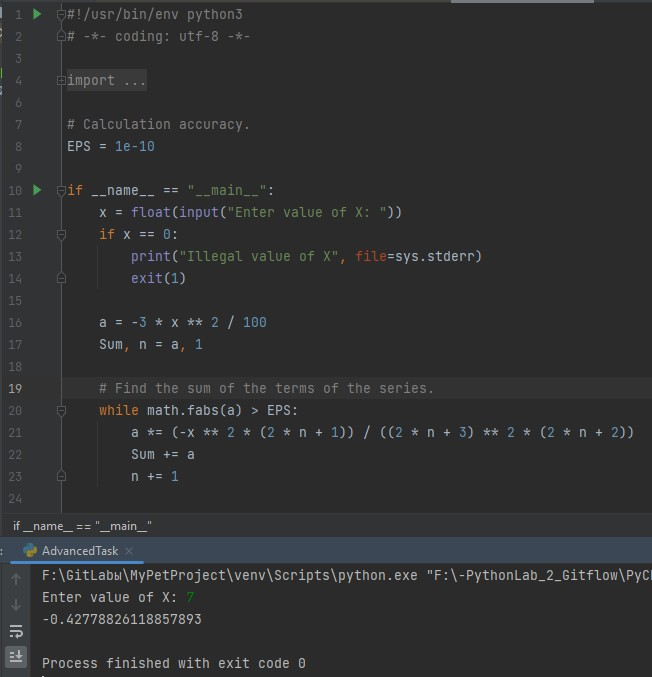 1 #!/usr/bin/env python3
2 # -*- coding: utf-8 -*-
3
4 import ...
6
7 # Calculation accuracy.
8 EPS = 1e-10
9
10 if __name__ == "__main__":
11 x = float(input("Enter value of X: "))
12 if x == 0:
13 print("Illegal value of X", file=sys.stderr)
14 exit(1)
15
16 a = -3 * x ** 2 / 100
17 Sum, n = a, 1
18
19 # Find the sum of the terms of the series.
20 while math.fabs(a) > EPS:
21 a *= (-x ** 2 * (2 * n + 1)) / ((2 * n + 3) ** 2 * (2 * n + 2))
22 Sum += a
23 n += 1
24
if __name__ == "__main__"
: AdvancedTask ×
F:\GitLabы\MyPetProject\venv\Scripts\python.exe "F:\-PythonLab_2_Gitflow\PyC
Enter value of X: 7
-0.42778826118857893
Process finished with exit code 0